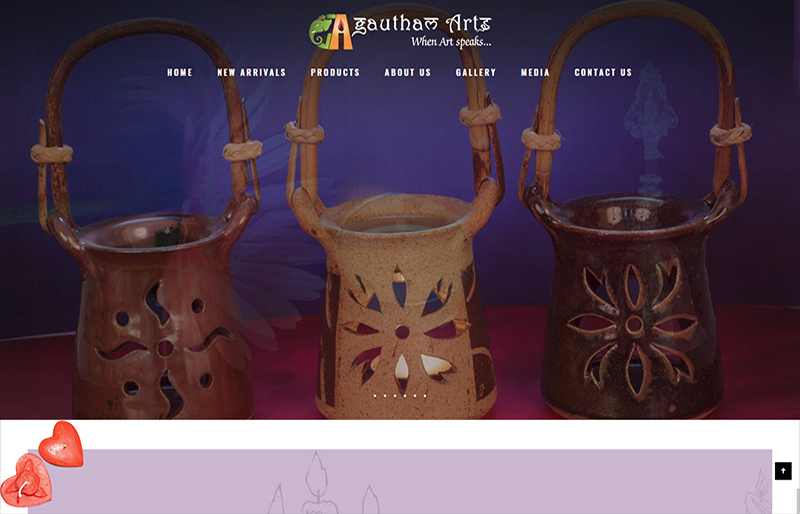 Agautham Arts
When Art speaks...
HOME NEW ARRIVALS PRODUCTS ABOUT US GALLERY MEDIA CONTACT US